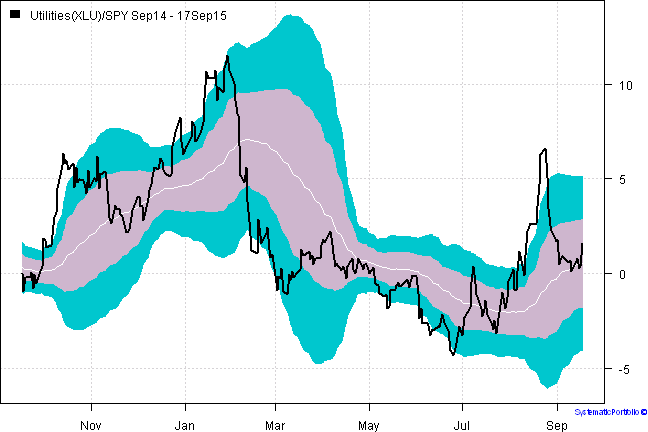 Utilities(XLU)/SPY Sep14 - 17Sep15
10
5
0
-5
Nov Jan Mar May Jul Sep
SystematicPortfolio ©